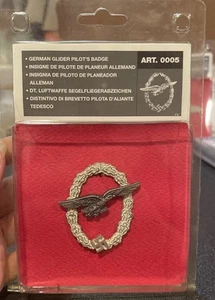 • GERMAN GLIDER PILOT'S BADGE
• INSIGNE DE PILOTE DE PLANEUR ALLEMAND
• INSIGNIA DE PILOTO DE PLANEADOR
ALLEMAN
• DT. LUFTWAFFE SEGELFLIEGERABZEICHEN
• DISTINTIVO DI BREVETTO PILOTA D'ALIANTE
TEDESCO
ART. 0005